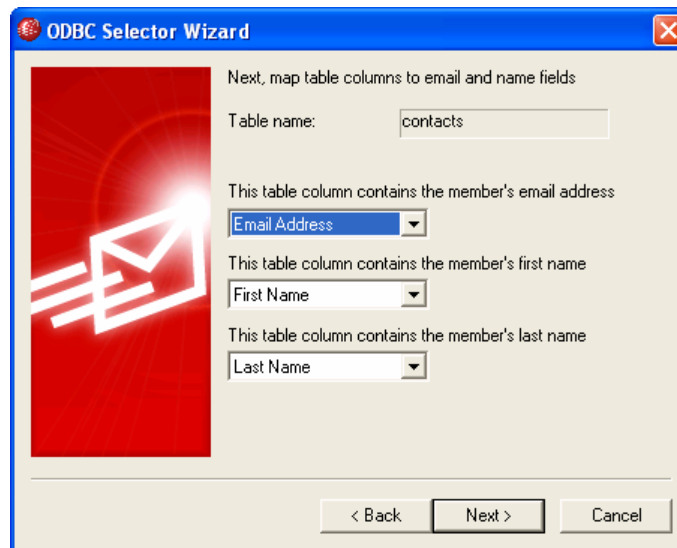 ODBC Selector Wizard
Next, map table columns to email and name fields
Table name: contacts
This table column contains the member's email address
Email Address
This table column contains the member's first name
First Name
This table column contains the member's last name
Last Name
< Back Next > Cancel